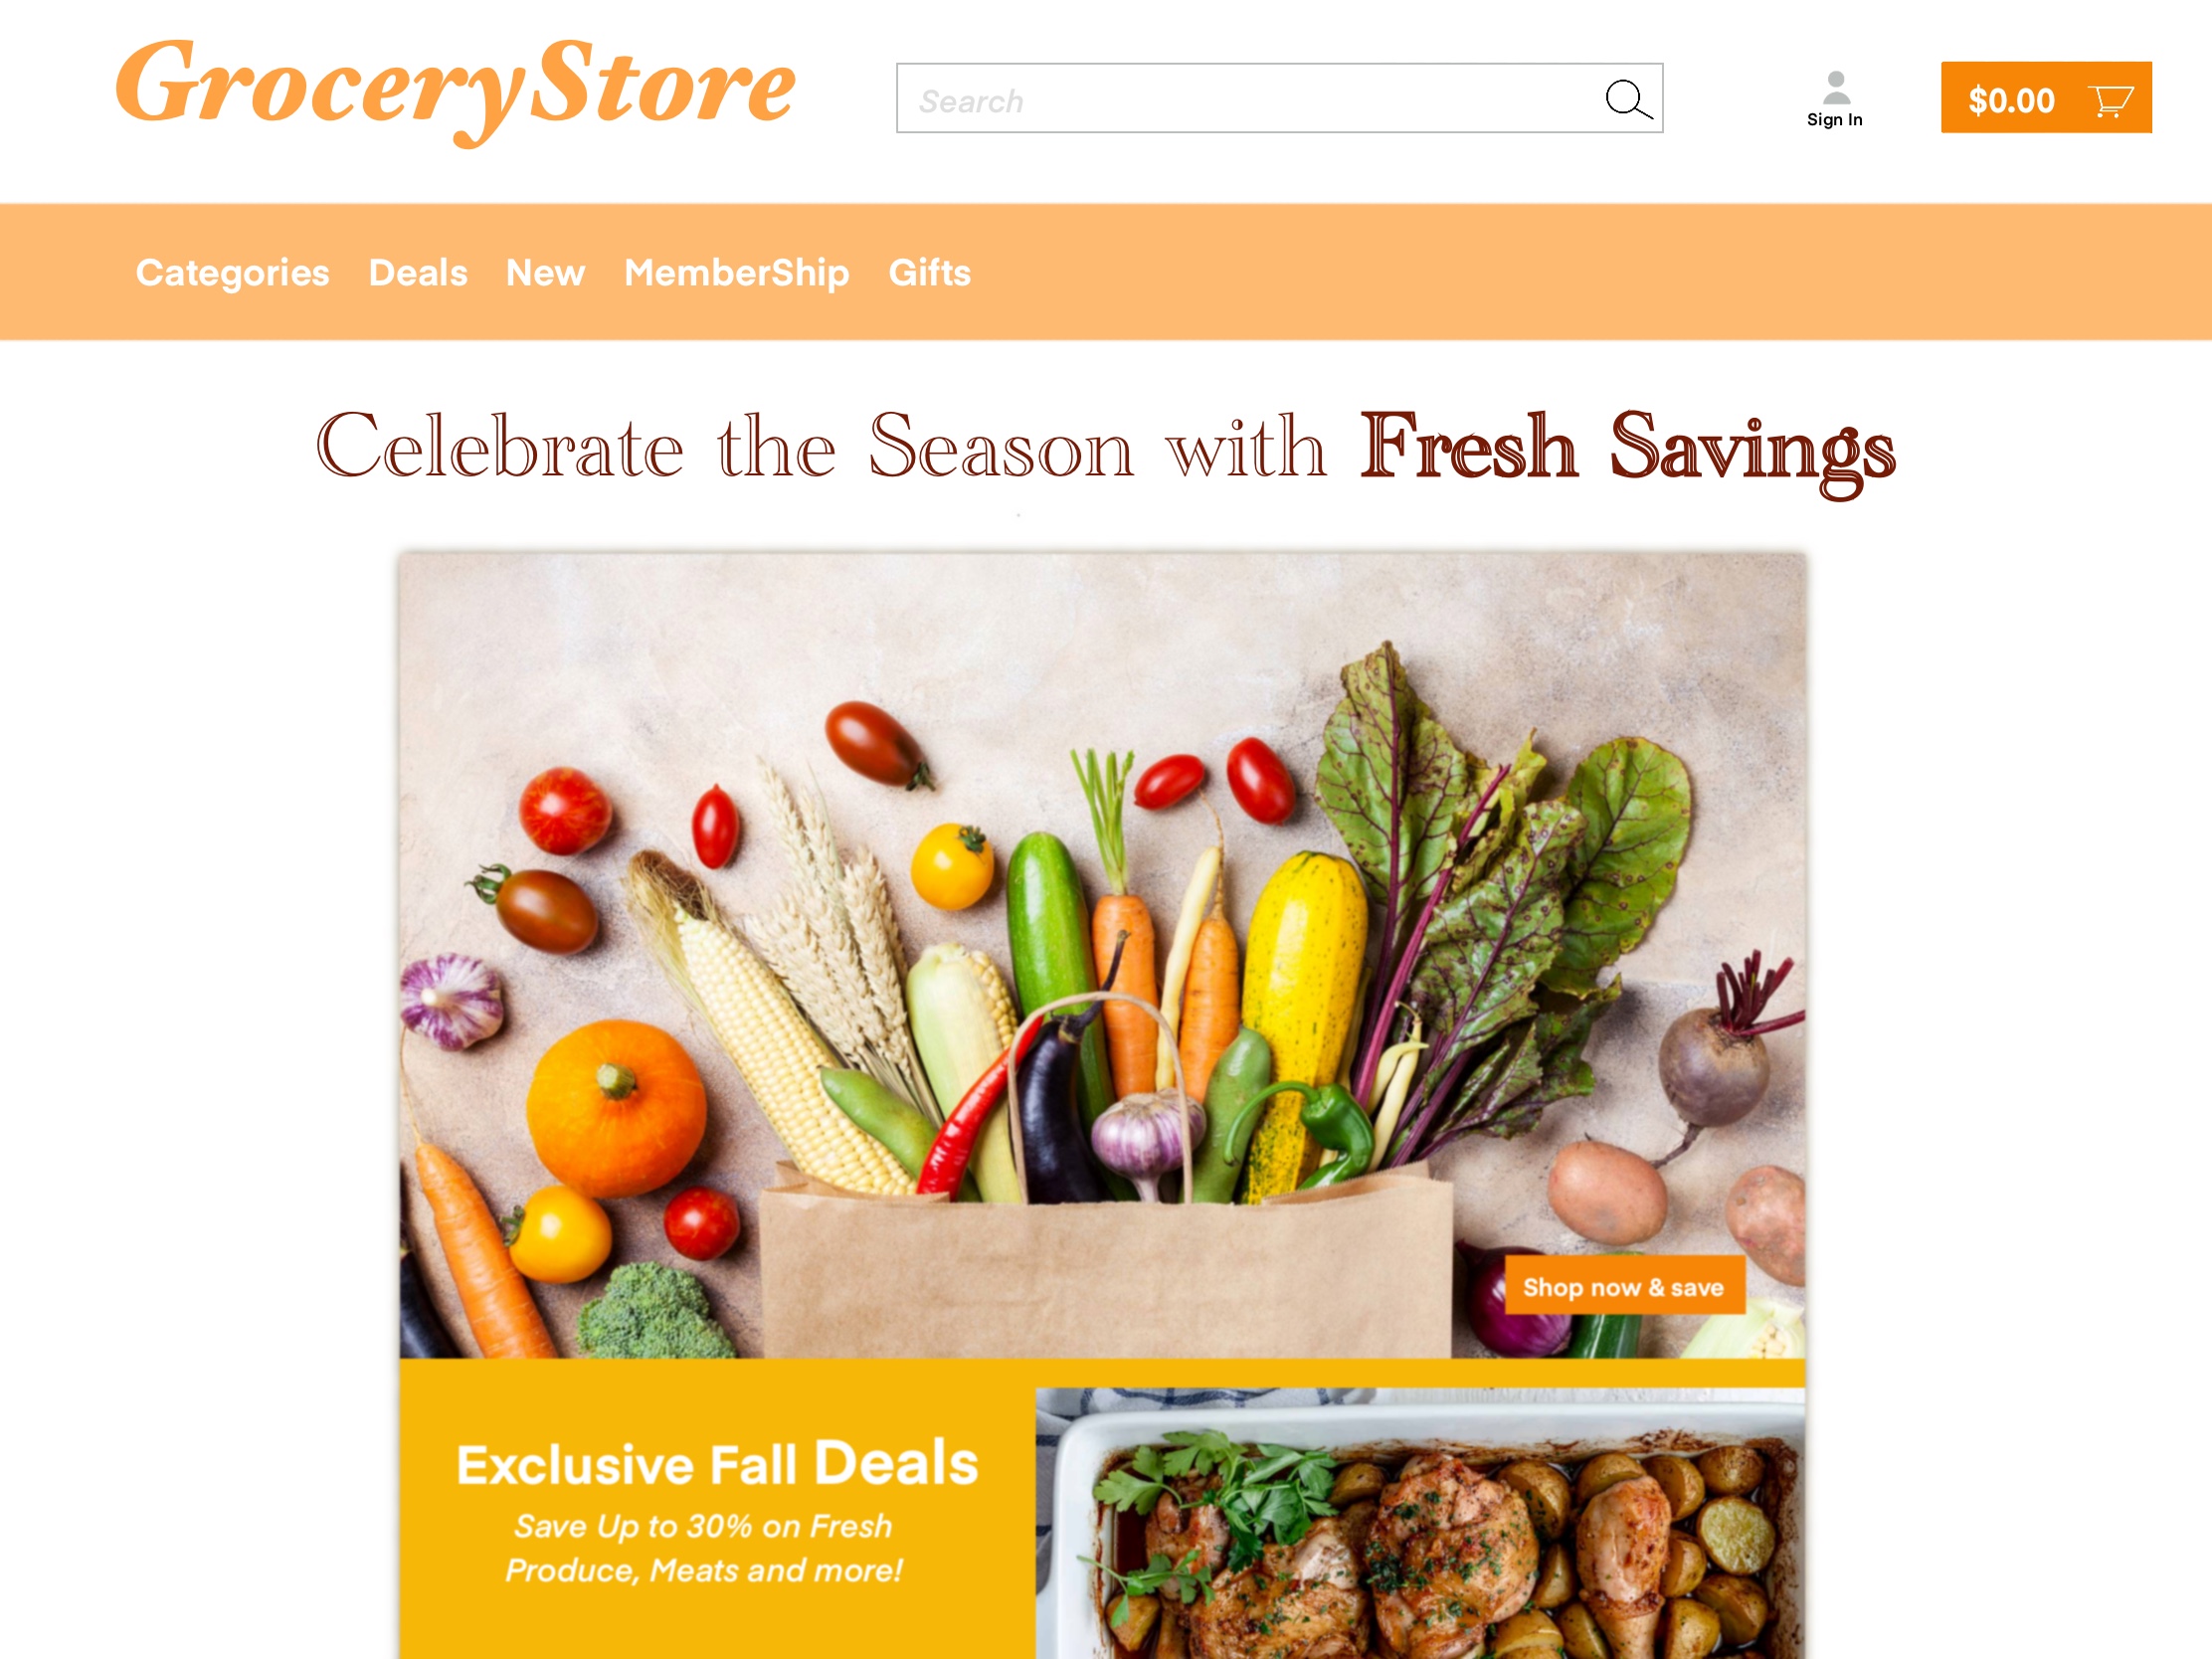 GroceryStore
Search
Sign In
$0.00
Categories Deals New MemberShip Gifts
Celebrate the Season with Fresh Savings
Shop now & save
Exclusive Fall Deals
Save Up to 30% on Fresh
Produce, Meats and more!